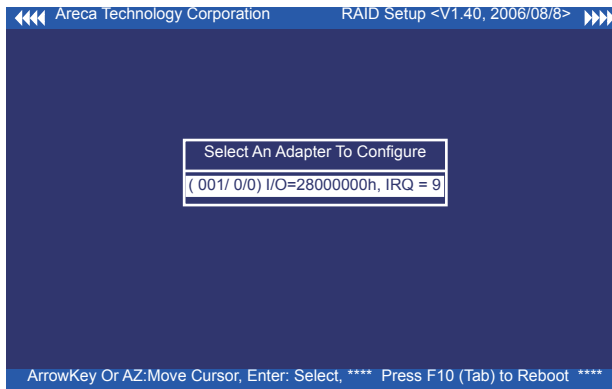 Areca Technology Corporation RAID Setup <V1.40, 2006/08/8>
Select An Adapter To Configure
( 001/ 0/0) I/O=28000000h, IRQ = 9
ArrowKey Or AZ:Move Cursor, Enter: Select, **** Press F10 (Tab) to Reboot ****